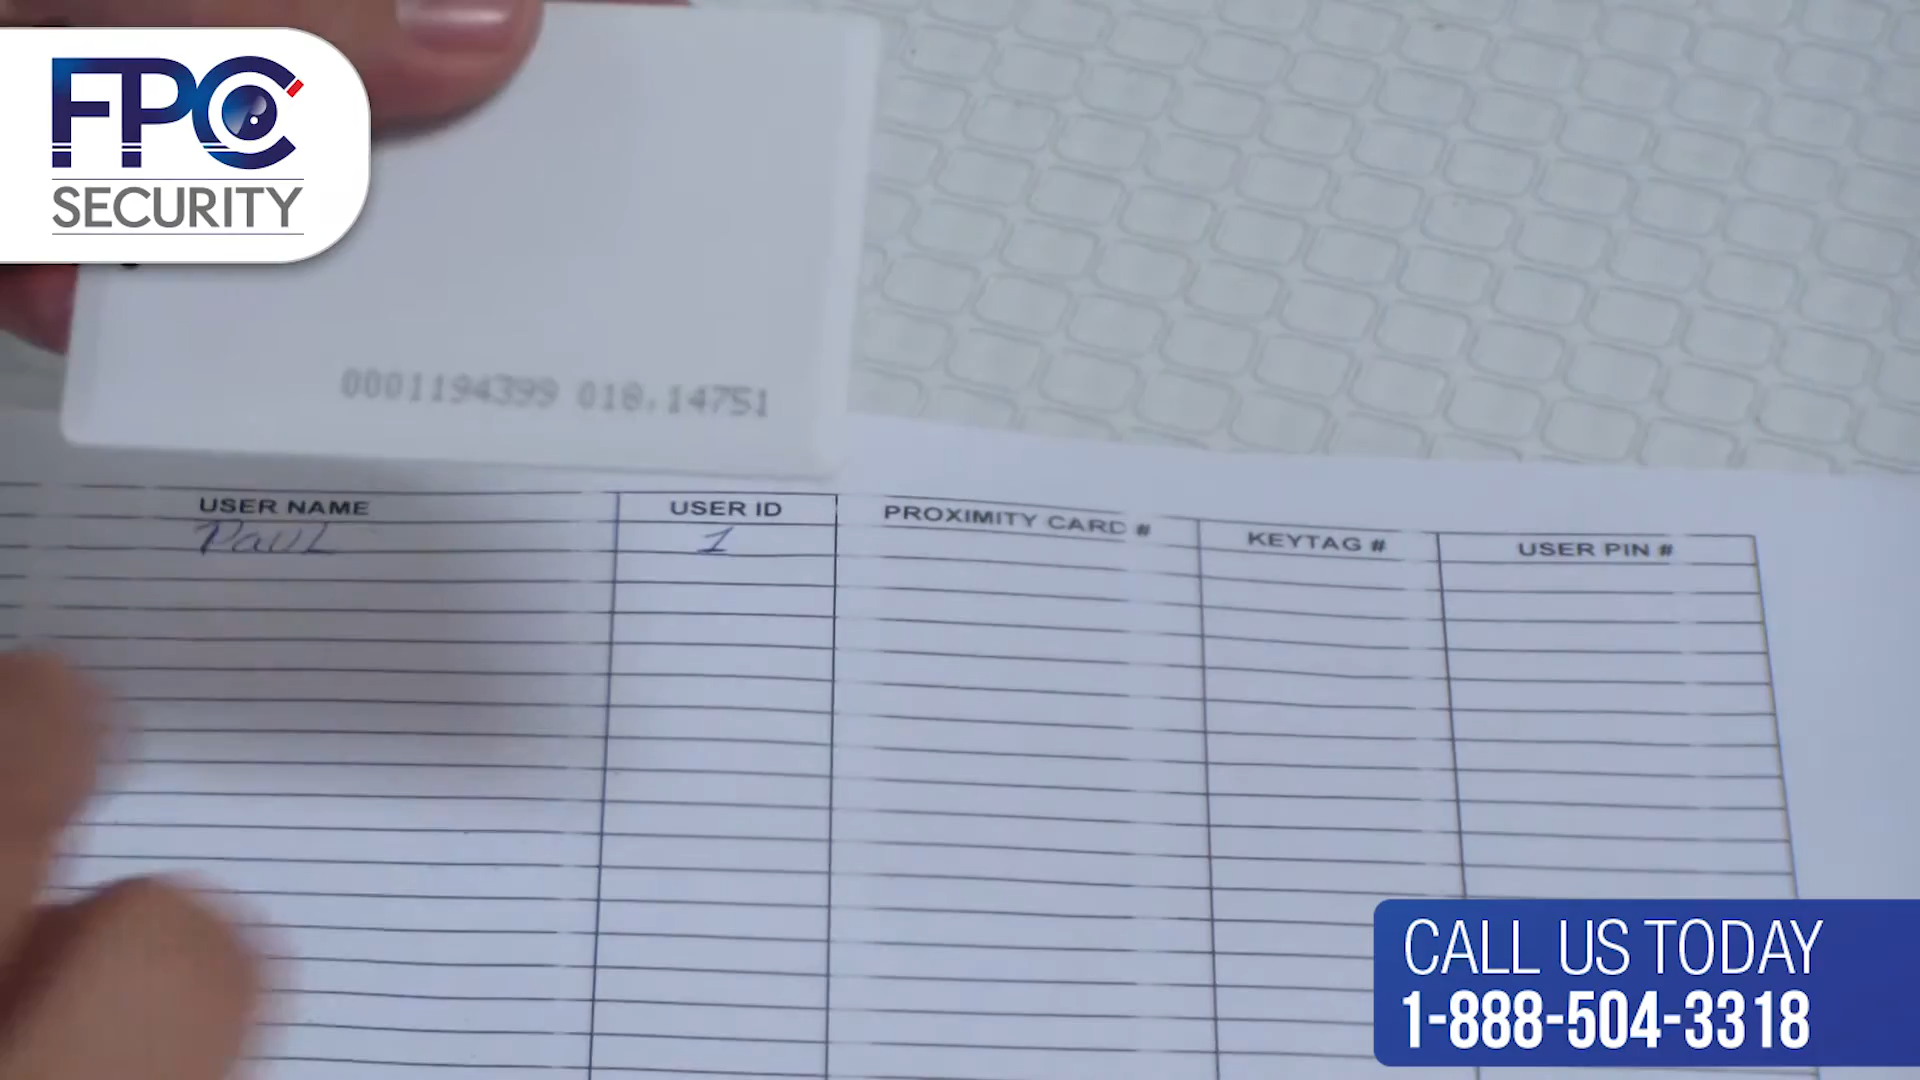 FPC
SECURITY
0001194399 018,14751
USER NAME
USER ID
PROXIMITY CARD #
KEYTAG #
USER PIN #
Paul
1
CALL US TODAY
1-888-504-3318